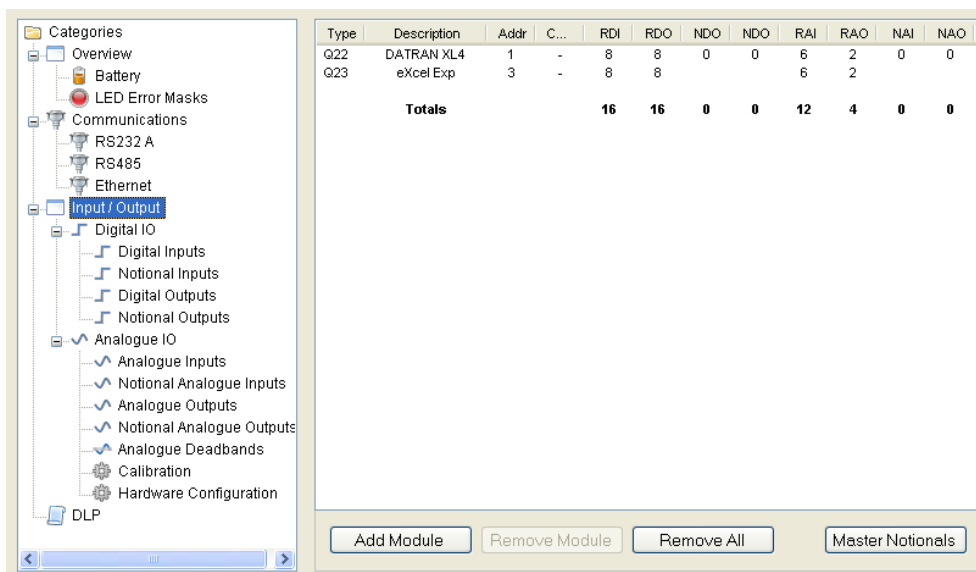 Categories
Overview
Battery
LED Error Masks
Communications
RS232 A
RS485
Ethernet
Input / Output
Digital IO
Digital Inputs
Notional Inputs
Digital Outputs
Notional Outputs
Analogue IO
Analogue Inputs
Notional Analogue Inputs
Analogue Outputs
Notional Analogue Outputs
Analogue Deadbands
Calibration
Hardware Configuration
DLP
Type Description Addr C... RDI RDO NDO NDO RAI RAO NAI NAO
Q22 DATRAN XL4 1 - 8 8 0 0 6 2 0 0
Q23 eXcel Exp 3 - 8 8 6 2
Totals 16 16 0 0 12 4 0 0
Add Module Remove Module Remove All Master Notionals